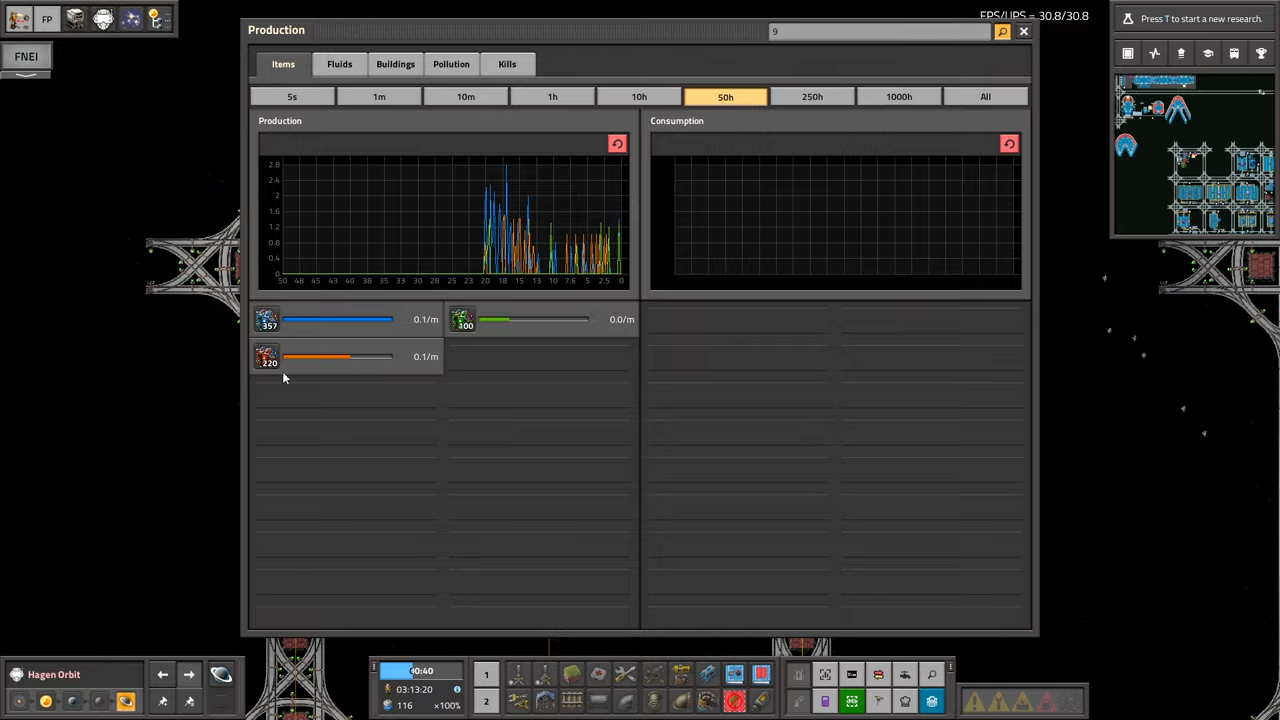 FP
FNEI
FPS/UPS = 30.8/30.8
Press T to start a new research.
Production
9
Items
Fluids
Buildings
Pollution
Kills
5s
1m
10m
1h
10h
50h
250h
1000h
All
Production
Consumption
2.8
2.4
2
1.6
1.2
0.8
0.4
0
50 48 45 43 40 38 35 33 30 28 25 23 20 18 15 13 10 7.6 5 2.5 0
357
0.1/m
100
0.0/m
220
0.1/m
Hagen Orbit
00:40
03:13:20
116
×100%
1
2